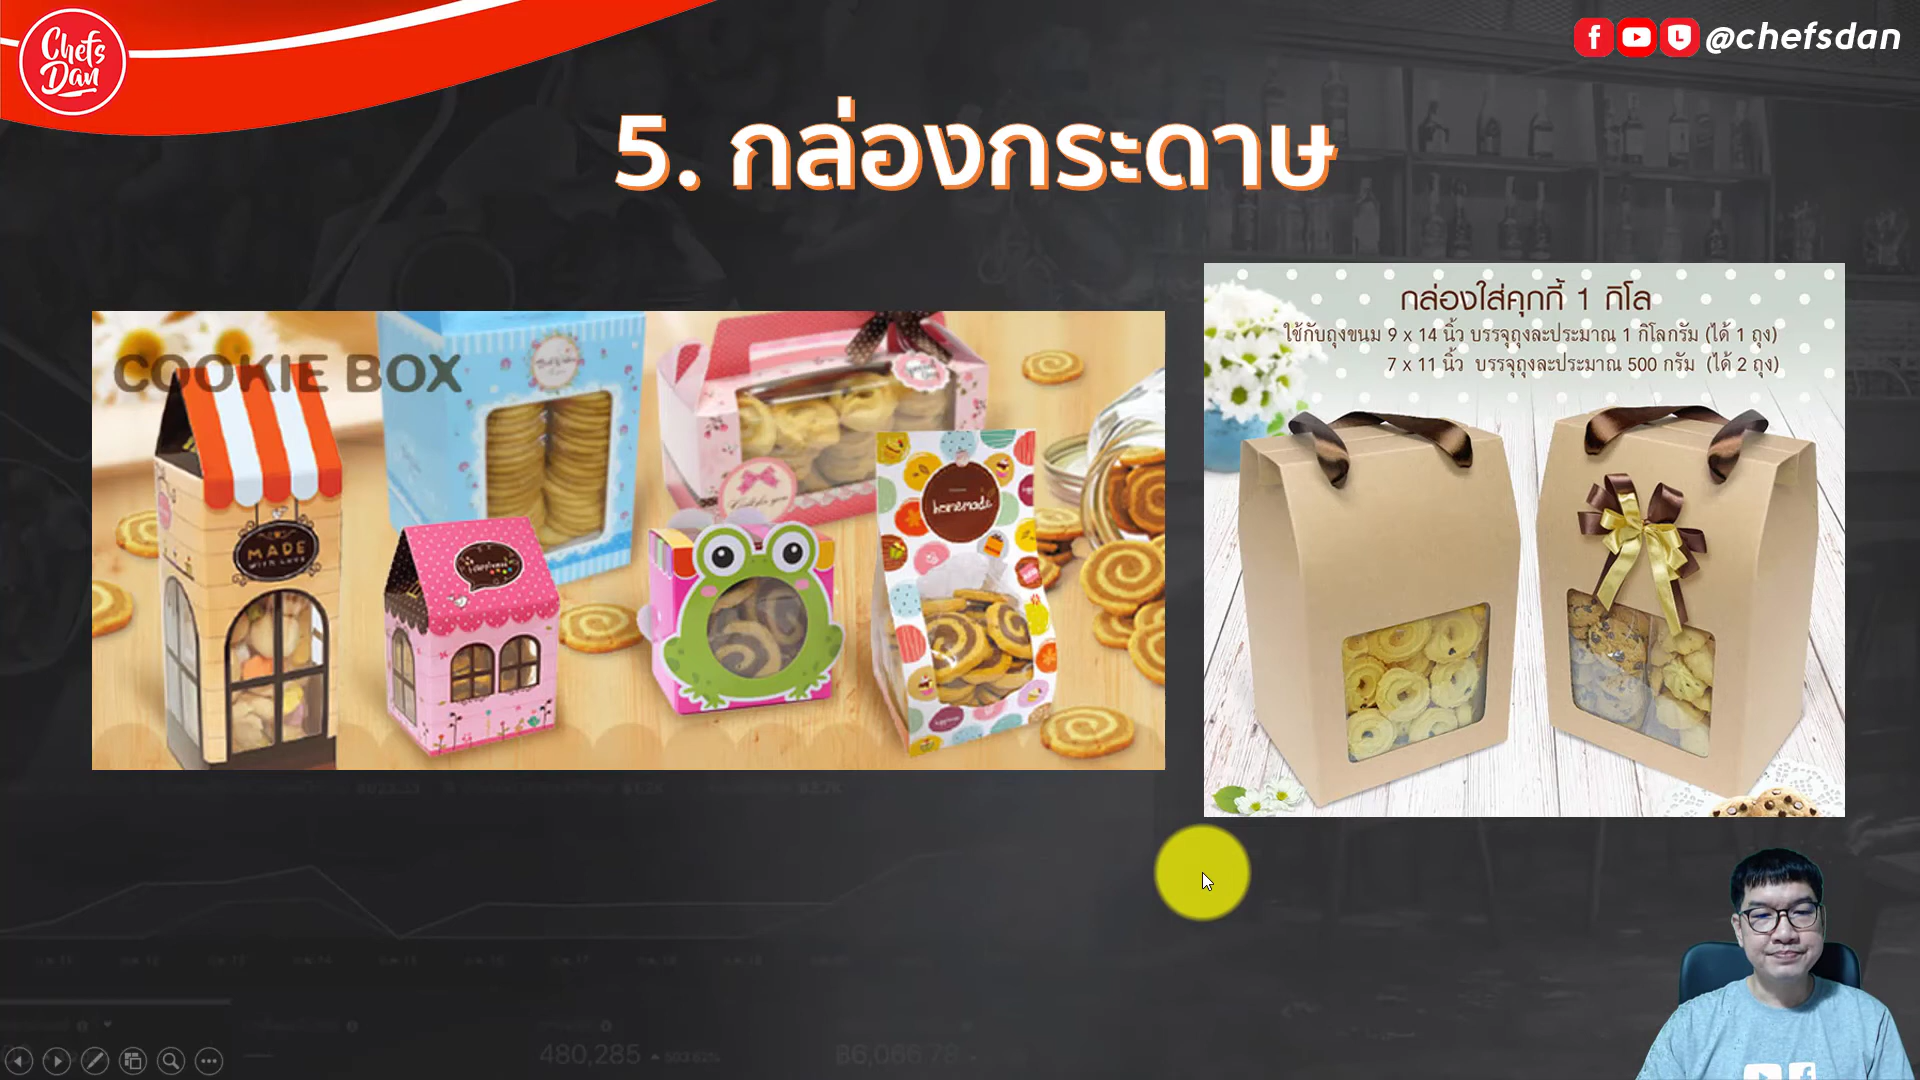 Chefs
Dan
@chefsdan
5. กล่องกระดาษ
COOKIE BOX
MADE
with love
homemade
กล่องใส่คุกกี้ 1 กิโล
ใช้กับถุงขนม 9 x 14 นิ้ว บรรจุถุงละประมาณ 1 กิโลกรัม (ได้ 1 ถุง)
7 x 11 นิ้ว บรรจุถุงละประมาณ 500 กรัม (ได้ 2 ถุง)
480,285